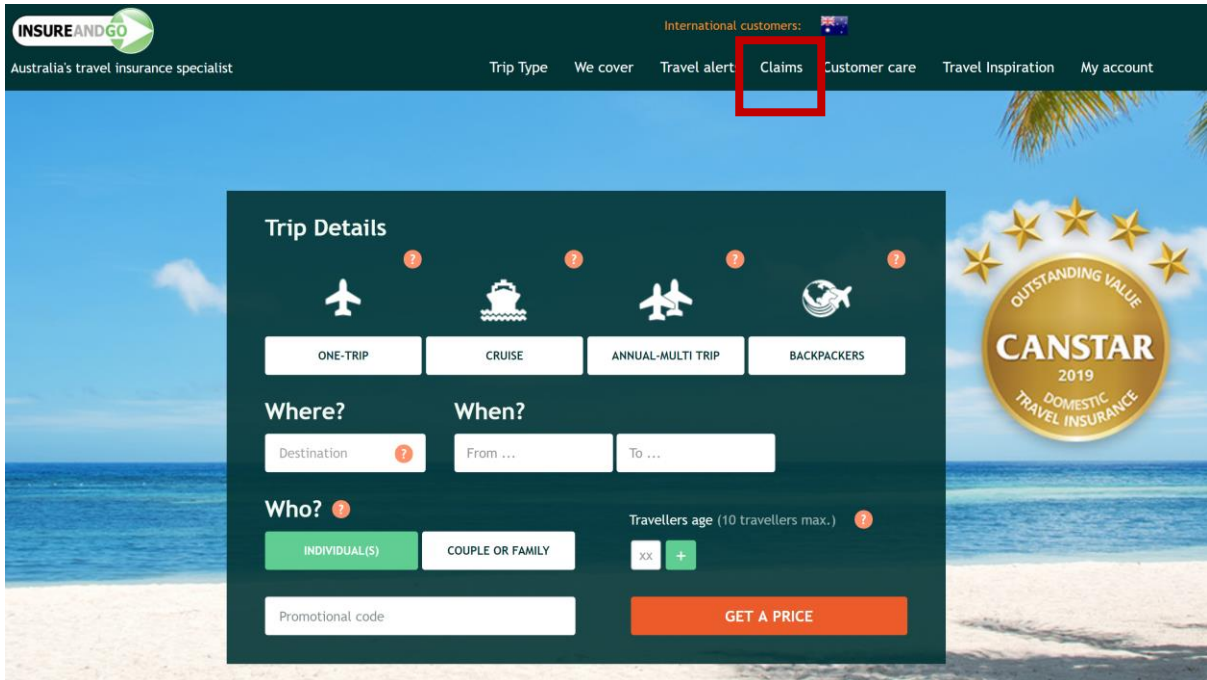 INSUREANDGO
International customers:
Australia's travel insurance specialist
Trip Type We cover Travel alerts Claims Customer care Travel Inspiration My account
Trip Details
? ? ? ?
ONE-TRIP CRUISE ANNUAL-MULTI TRIP BACKPACKERS
Where? When?
Destination ? From ... To ...
Who? ?
Travellers age (10 travellers max.) ?
INDIVIDUAL(S) COUPLE OR FAMILY xx +
Promotional code GET A PRICE
OUTSTANDING VALUE
CANSTAR
2019
DOMESTIC
TRAVEL INSURANCE